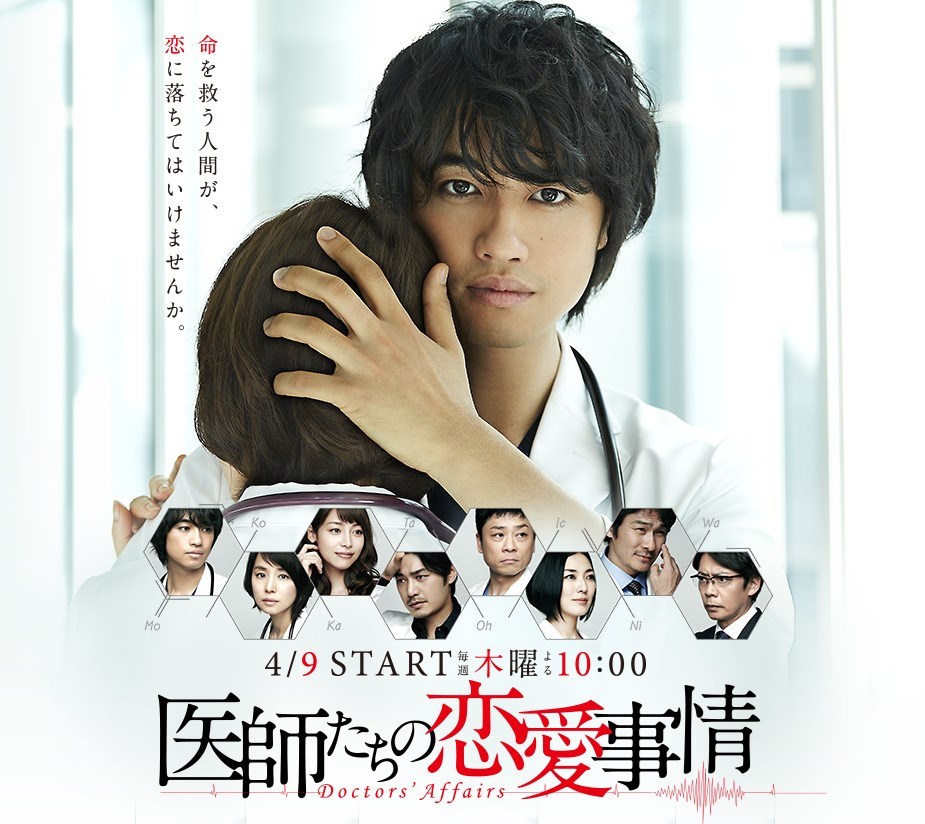 命を救う人間が、
恋に落ちてはいけませんか。
Ko Ta Ic Wa
Mo Ka Oh Ni
4/9 START 毎週木曜よる10:00
医師たちの恋愛事情
Doctors' Affairs